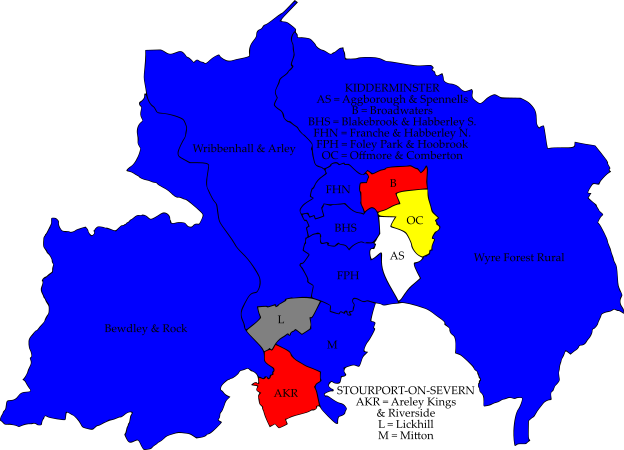 KIDDERMINSTER
AS = Aggborough & Spennells
B = Broadwaters
BHS = Blakebrook & Habberley S.
FHN = Franche & Habberley N.
FPH = Foley Park & Hoobrook
OC = Offmore & Comberton
Wribbenhall & Arley
FHN
B
OC
BHS
AS
Wyre Forest Rural
FPH
L
Bewdley & Rock
M
AKR
STOURPORT-ON-SEVERN
AKR = Areley Kings
& Riverside
L = Lickhill
M = Mitton